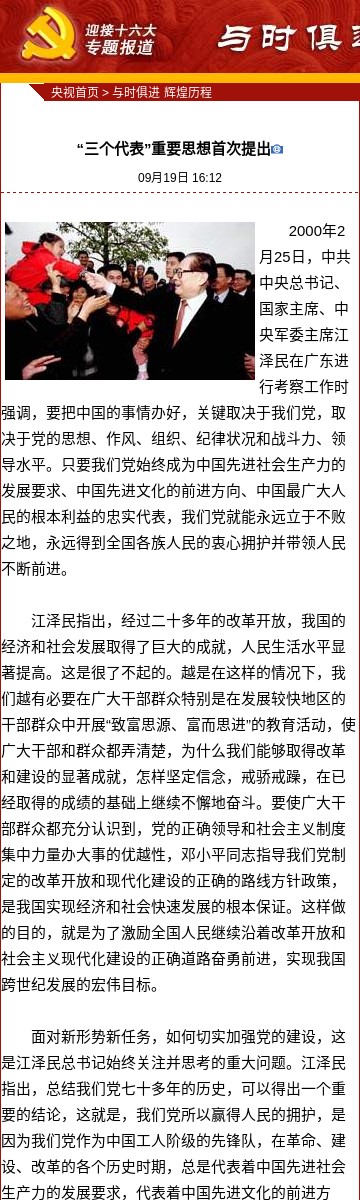 迎接十六大
专题报道
与时俱
央视首页 > 与时俱进 辉煌历程
“三个代表”重要思想首次提出
09月19日 16:12
2000年2
月25日，中共
中央总书记、
国家主席、中
央军委主席江
泽民在广东进
行考察工作时
强调，要把中国的事情办好，关键取决于我们党，取
决于党的思想、作风、组织、纪律状况和战斗力、领
导水平。只要我们党始终成为中国先进社会生产力的
发展要求、中国先进文化的前进方向、中国最广大人
民的根本利益的忠实代表，我们党就能永远立于不败
之地，永远得到全国各族人民的衷心拥护并带领人民
不断前进。
江泽民指出，经过二十多年的改革开放，我国的
经济和社会发展取得了巨大的成就，人民生活水平显
著提高。这是很了不起的。越是在这样的情况下，我
们越有必要在广大干部群众特别是在发展较快地区的
干部群众中开展“致富思源、富而思进”的教育活动，使
广大干部和群众都弄清楚，为什么我们能够取得改革
和建设的显著成就，怎样坚定信念，戒骄戒躁，在已
经取得的成绩的基础上继续不懈地奋斗。要使广大干
部群众都充分认识到，党的正确领导和社会主义制度
集中力量办大事的优越性，邓小平同志指导我们党制
定的改革开放和现代化建设的正确的路线方针政策，
是我国实现经济和社会快速发展的根本保证。这样做
的目的，就是为了激励全国人民继续沿着改革开放和
社会主义现代化建设的正确道路奋勇前进，实现我国
跨世纪发展的宏伟目标。
面对新形势新任务，如何切实加强党的建设，这
是江泽民总书记始终关注并思考的重大问题。江泽民
指出，总结我们党七十多年的历史，可以得出一个重
要的结论，这就是，我们党所以赢得人民的拥护，是
因为我们党作为中国工人阶级的先锋队，在革命、建
设、改革的各个历史时期，总是代表着中国先进社会
生产力的发展要求，代表着中国先进文化的前进方